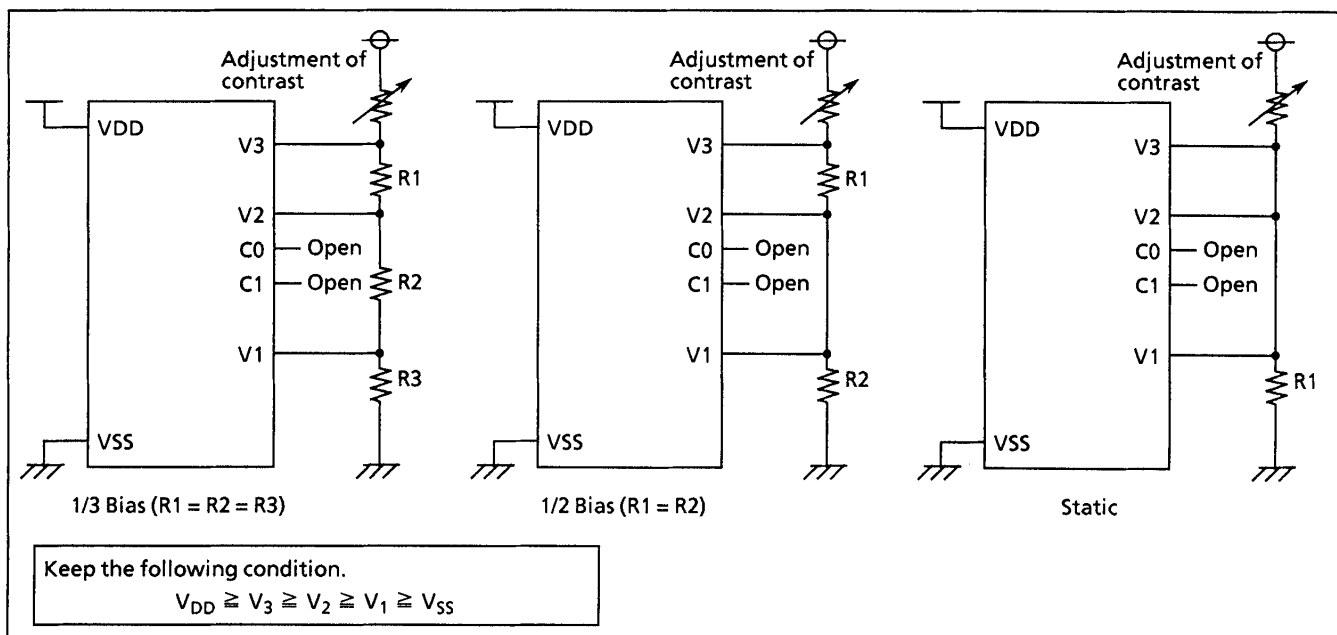 Adjustment of
contrast
VDD
V3
R1
V2
C0
Open
C1
Open
R2
V1
R3
VSS
1/3 Bias (R1 = R2 = R3)
Adjustment of
contrast
VDD
V3
R1
V2
C0
Open
C1
Open
V1
R2
VSS
1/2 Bias (R1 = R2)
Adjustment of
contrast
VDD
V3
V2
C0
Open
C1
Open
V1
R1
VSS
Static
Keep the following condition.
VDD ≧ V3 ≧ V2 ≧ V1 ≧ VSS